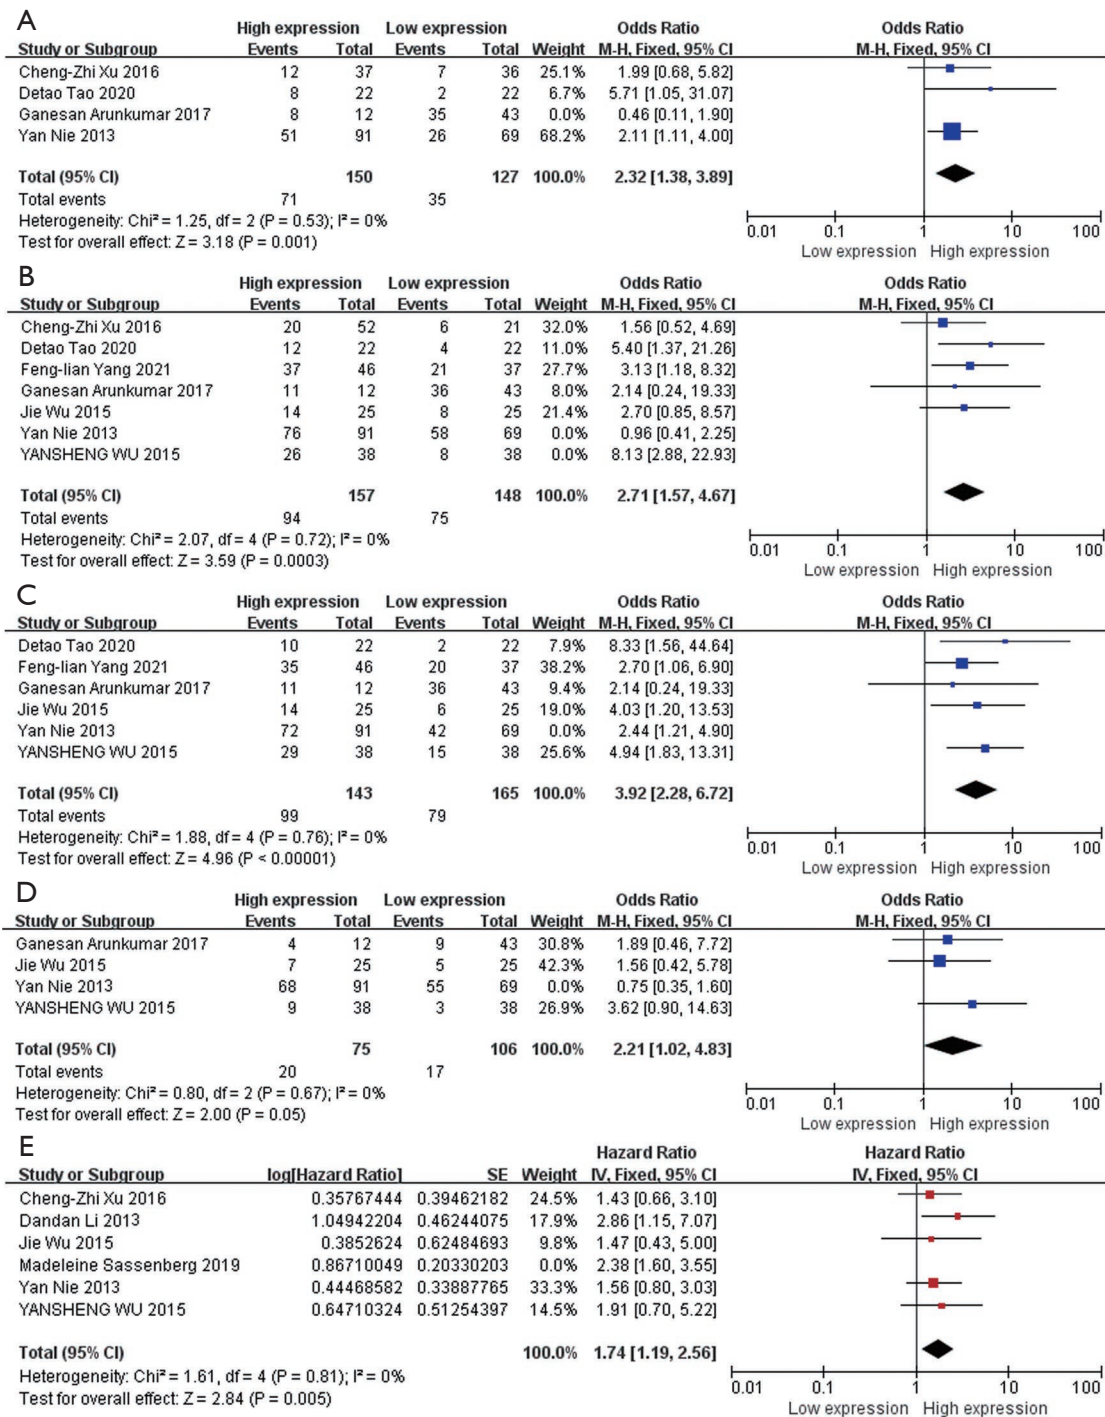 A
High expression Low expression Odds Ratio Odds Ratio
Study or Subgroup Events Total Events Total Weight M-H, Fixed, 95% CI M-H, Fixed, 95% CI
Cheng-Zhi Xu 2016 12 37 7 36 25.1% 1.99 [0.68, 5.82]
Detao Tao 2020 8 22 2 22 6.7% 5.71 [1.05, 31.07]
Ganesan Arunkumar 2017 8 12 35 43 0.0% 0.46 [0.11, 1.90]
Yan Nie 2013 51 91 26 69 68.2% 2.11 [1.11, 4.00]
Total (95% CI) 150 127 100.0% 2.32 [1.38, 3.89]
Total events 71 35
Heterogeneity: Chi² = 1.25, df = 2 (P = 0.53); I² = 0%
Test for overall effect: Z = 3.18 (P = 0.001)
0.01 0.1 1 10 100
Low expression High expression
B
High expression Low expression Odds Ratio Odds Ratio
Study or Subgroup Events Total Events Total Weight M-H, Fixed, 95% CI M-H, Fixed, 95% CI
Cheng-Zhi Xu 2016 20 52 6 21 32.0% 1.56 [0.52, 4.69]
Detao Tao 2020 12 22 4 22 11.0% 5.40 [1.37, 21.26]
Feng-lian Yang 2021 37 46 21 37 27.7% 3.13 [1.18, 8.32]
Ganesan Arunkumar 2017 11 12 36 43 8.0% 2.14 [0.24, 19.33]
Jie Wu 2015 14 25 8 25 21.4% 2.70 [0.85, 8.57]
Yan Nie 2013 76 91 58 69 0.0% 0.96 [0.41, 2.25]
YANSHENG WU 2015 26 38 8 38 0.0% 8.13 [2.88, 22.93]
Total (95% CI) 157 148 100.0% 2.71 [1.57, 4.67]
Total events 94 75
Heterogeneity: Chi² = 2.07, df = 4 (P = 0.72); I² = 0%
Test for overall effect: Z = 3.59 (P = 0.0003)
0.01 0.1 1 10 100
Low expression High expression
C
High expression Low expression Odds Ratio Odds Ratio
Study or Subgroup Events Total Events Total Weight M-H, Fixed, 95% CI M-H, Fixed, 95% CI
Detao Tao 2020 10 22 2 22 7.9% 8.33 [1.56, 44.64]
Feng-lian Yang 2021 35 46 20 37 38.2% 2.70 [1.06, 6.90]
Ganesan Arunkumar 2017 11 12 36 43 9.4% 2.14 [0.24, 19.33]
Jie Wu 2015 14 25 6 25 19.0% 4.03 [1.20, 13.53]
Yan Nie 2013 72 91 42 69 0.0% 2.44 [1.21, 4.90]
YANSHENG WU 2015 29 38 15 38 25.6% 4.94 [1.83, 13.31]
Total (95% CI) 143 165 100.0% 3.92 [2.28, 6.72]
Total events 99 79
Heterogeneity: Chi² = 1.88, df = 4 (P = 0.76); I² = 0%
Test for overall effect: Z = 4.96 (P < 0.00001)
0.01 0.1 1 10 100
Low expression High expression
D
High expression Low expression Odds Ratio Odds Ratio
Study or Subgroup Events Total Events Total Weight M-H, Fixed, 95% CI M-H, Fixed, 95% CI
Ganesan Arunkumar 2017 4 12 9 43 30.8% 1.89 [0.46, 7.72]
Jie Wu 2015 7 25 5 25 42.3% 1.56 [0.42, 5.78]
Yan Nie 2013 68 91 55 69 0.0% 0.75 [0.35, 1.60]
YANSHENG WU 2015 9 38 3 38 26.9% 3.62 [0.90, 14.63]
Total (95% CI) 75 106 100.0% 2.21 [1.02, 4.83]
Total events 20 17
Heterogeneity: Chi² = 0.80, df = 2 (P = 0.67); I² = 0%
Test for overall effect: Z = 2.00 (P = 0.05)
0.01 0.1 1 10 100
Low expression High expression
E
Hazard Ratio Hazard Ratio
Study or Subgroup log[Hazard Ratio] SE Weight IV, Fixed, 95% CI IV, Fixed, 95% CI
Cheng-Zhi Xu 2016 0.35767444 0.39462182 24.5% 1.43 [0.66, 3.10]
Dandan Li 2013 1.04942204 0.46244075 17.9% 2.86 [1.15, 7.07]
Jie Wu 2015 0.3852624 0.62484693 9.8% 1.47 [0.43, 5.00]
Madeleine Sassenberg 2019 0.86710049 0.20330203 0.0% 2.38 [1.60, 3.55]
Yan Nie 2013 0.44468582 0.33887765 33.3% 1.56 [0.80, 3.03]
YANSHENG WU 2015 0.64710324 0.51254397 14.5% 1.91 [0.70, 5.22]
Total (95% CI) 100.0% 1.74 [1.19, 2.56]
Heterogeneity: Chi² = 1.61, df = 4 (P = 0.81); I² = 0%
Test for overall effect: Z = 2.84 (P = 0.005)
0.01 0.1 1 10 100
Low expression High expression